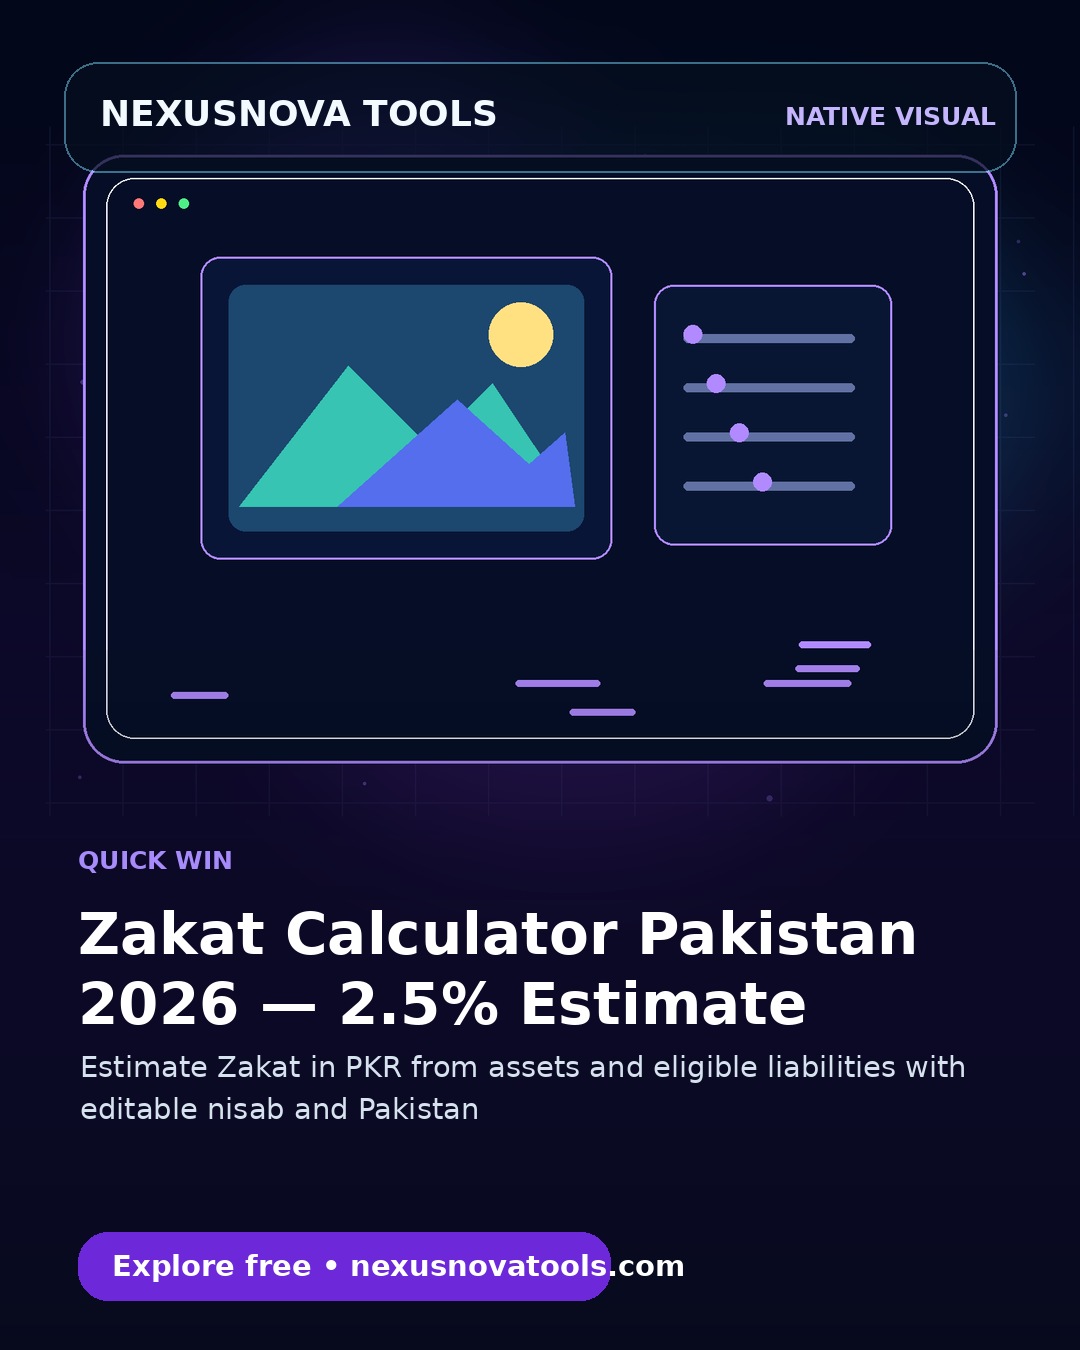 NEXUSNOVA TOOLS
NATIVE VISUAL
QUICK WIN
Zakat Calculator Pakistan
2026 — 2.5% Estimate
Estimate Zakat in PKR from assets and eligible liabilities with
editable nisab and Pakistan
Explore free • nexusnovatools.com